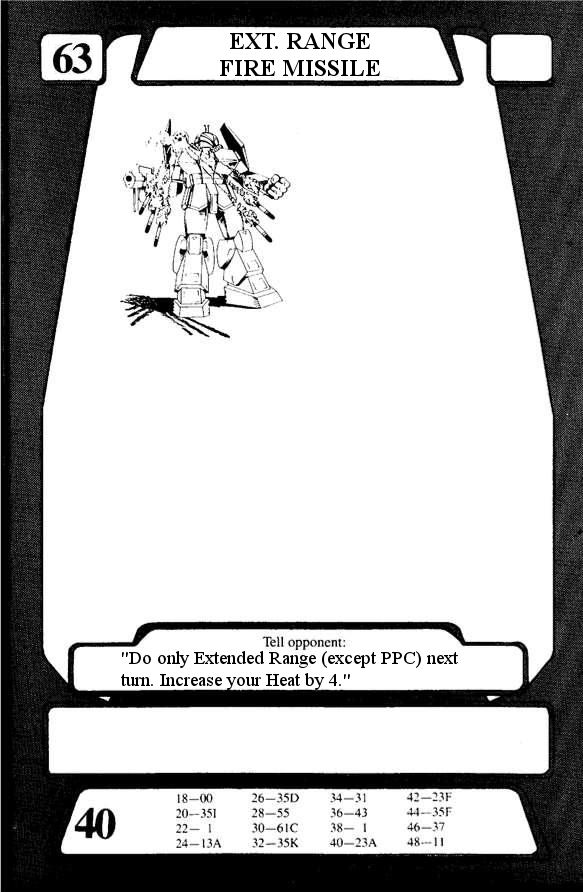 63
EXT. RANGE
FIRE MISSILE
Tell opponent:
"Do only Extended Range (except PPC) next
turn. Increase your Heat by 4."
40
18—00 26—35D 34—31 42—23F
20—35I 28—55 36—43 44—35F
22— 1 30—61C 38— 1 46—37
24—13A 32—35K 40—23A 48—11